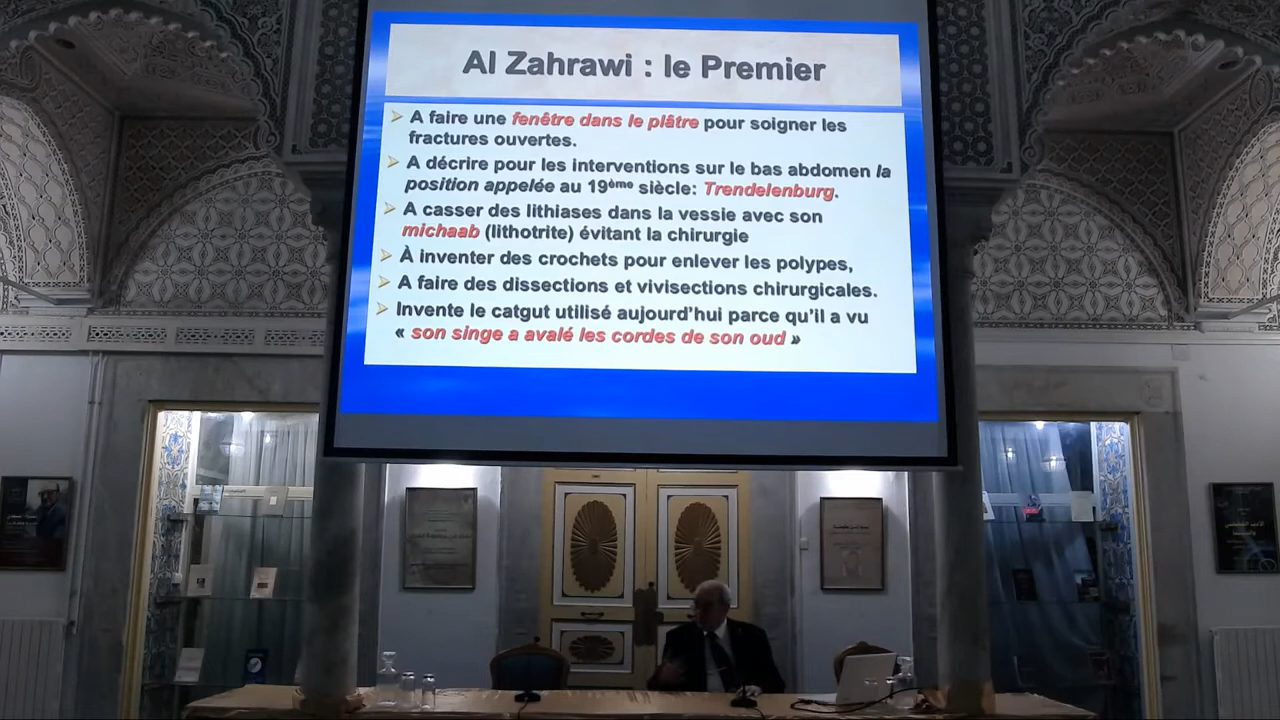 Al Zahrawi : le Premier
➢ A faire une fenêtre dans le plâtre pour soigner les
fractures ouvertes.
➢ A décrire pour les interventions sur le bas abdomen la
position appelée au 19ème siècle: Trendelenburg.
➢ A casser des lithiases dans la vessie avec son
michaab (lithotrite) évitant la chirurgie
➢ À inventer des crochets pour enlever les polypes,
➢ A faire des dissections et vivisections chirurgicales.
➢ Invente le catgut utilisé aujourd’hui parce qu’il a vu
« son singe a avalé les cordes de son oud »